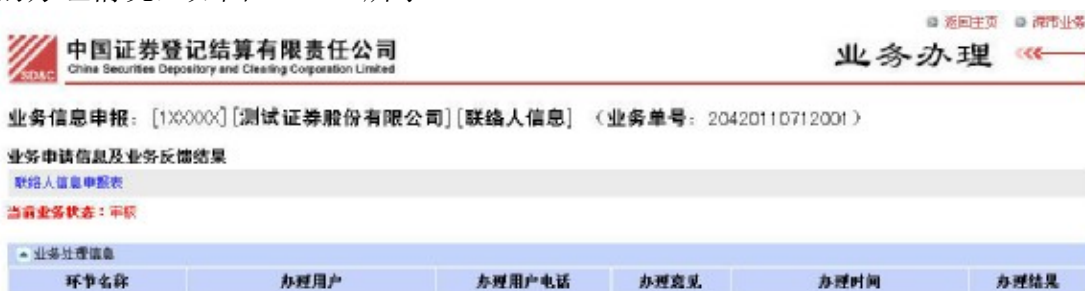 返回主页 深市业务
中国证券登记结算有限责任公司
China Securities Depository and Clearing Corporation Limited
SD&C
业务办理
业务信息申报：[1XXXXX][测试证券股份有限公司][联络人信息] （业务单号：20420110712001）
业务申请信息及业务反馈结果
联络人信息申报表
当前业务状态：审核
业务处理信息
环节名称 办理用户 办理用户电话 办理意见 办理时间 办理结果